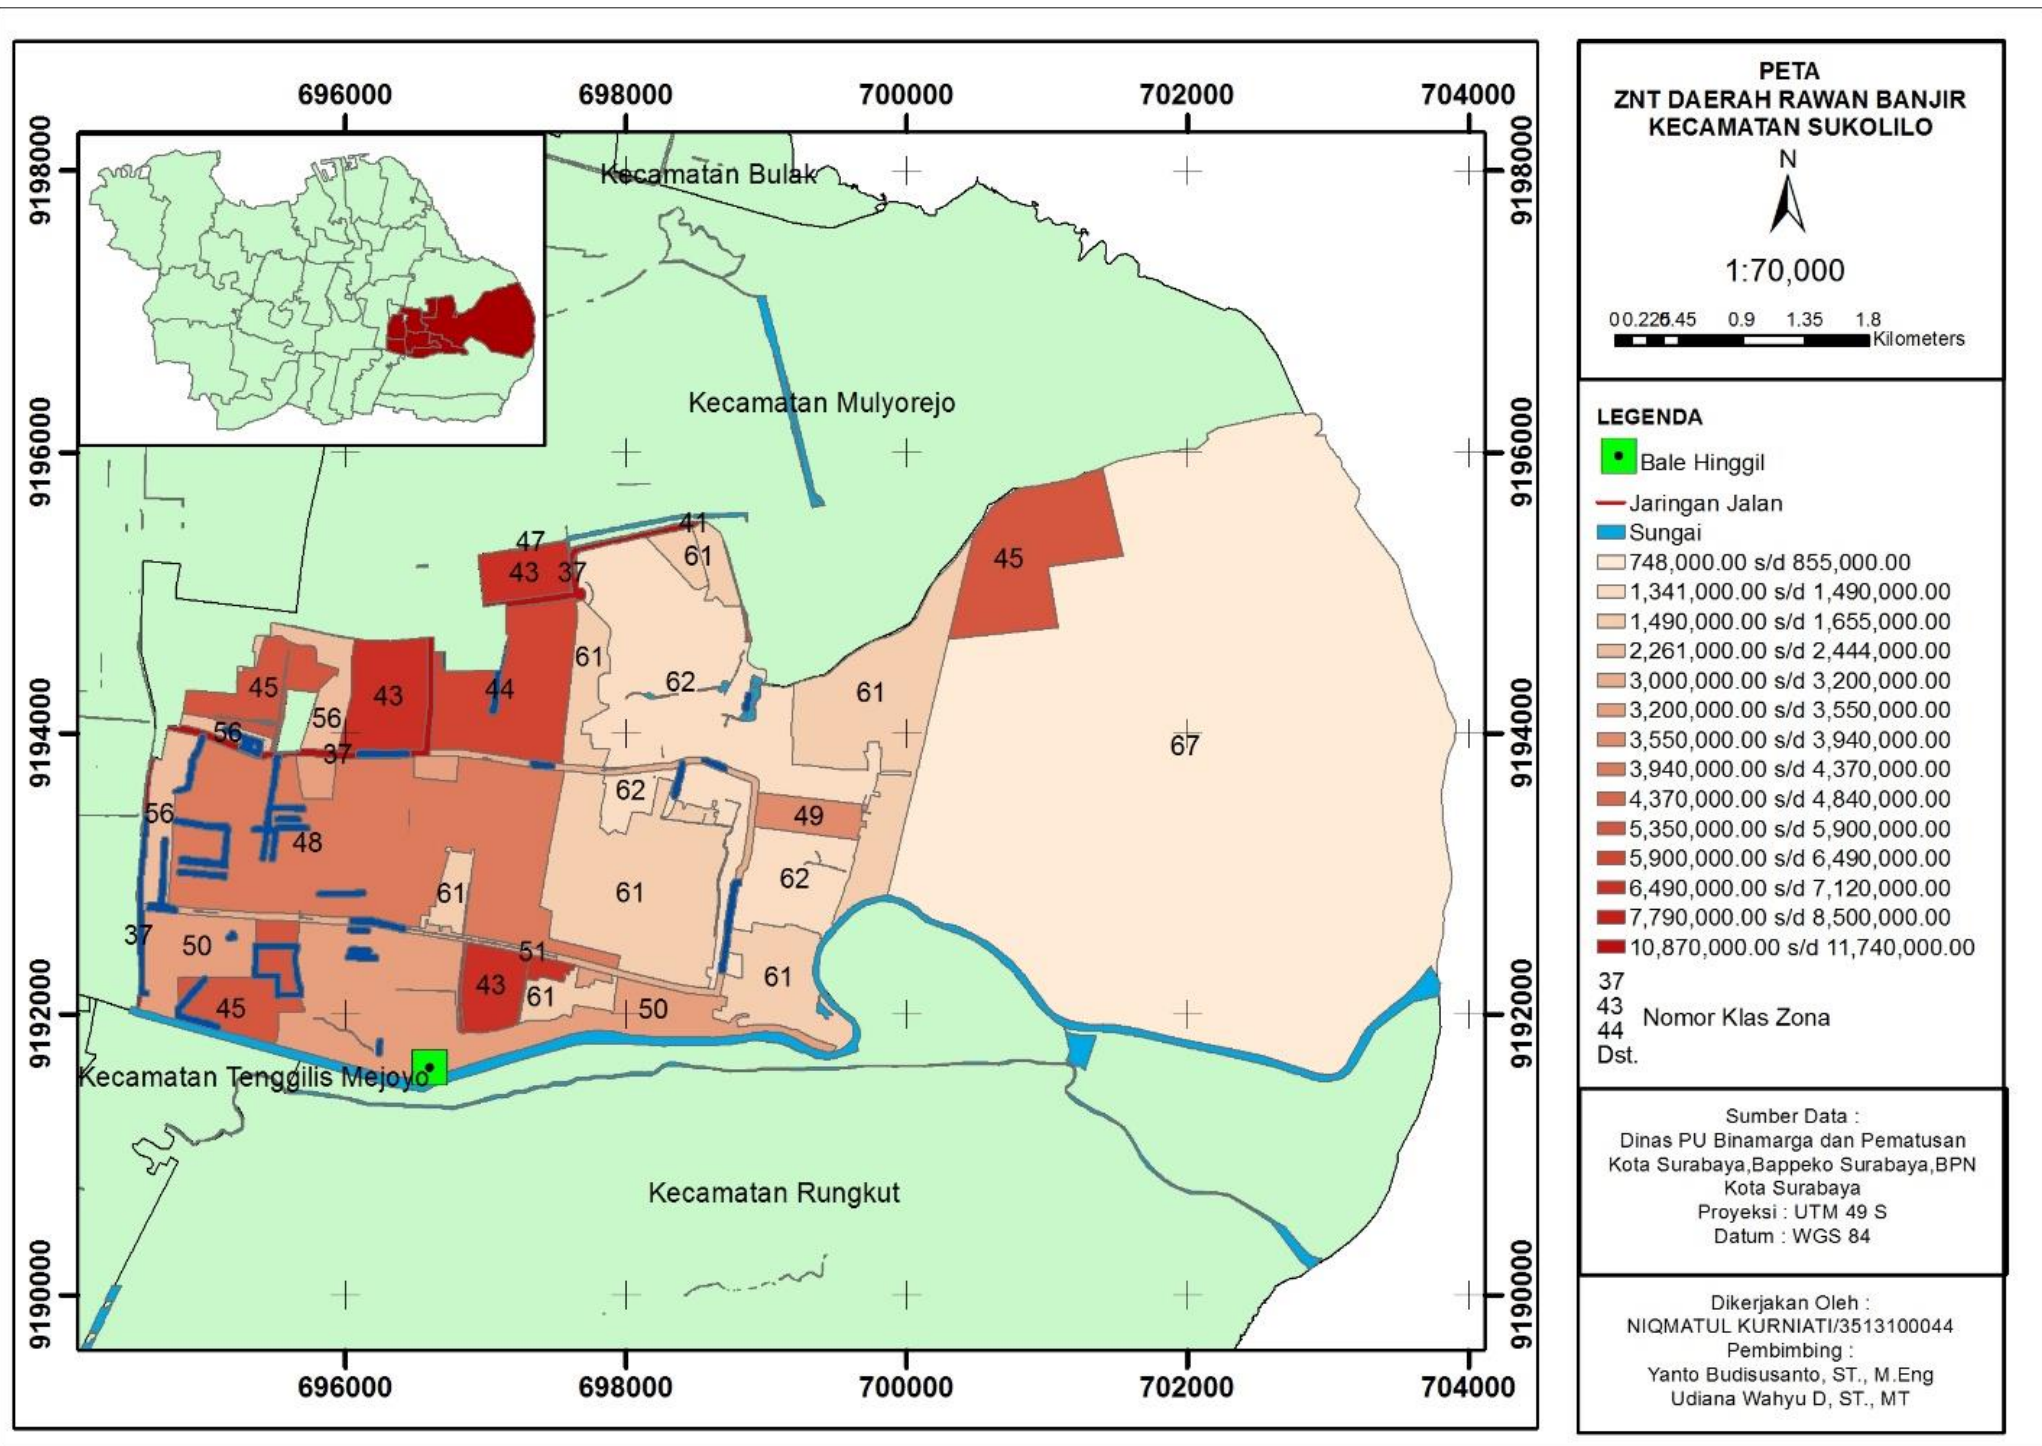 696000
698000
700000
702000
704000
9198000
9198000
Kecamatan Bulak
Kecamatan Mulyorejo
9196000
9196000
47
41
43
37
61
45
61
45
43
44
62
61
56
56
37
67
9194000
9194000
62
49
56
48
61
61
62
37
50
51
43
61
61
45
50
9192000
9192000
Kecamatan Tenggilis Mejoyo
Kecamatan Rungkut
9190000
9190000
696000
698000
700000
702000
704000
PETA
ZNT DAERAH RAWAN BANJIR
KECAMATAN SUKOLILO
N
1:70,000
0 0.225 0.45 0.9 1.35 1.8
Kilometers
LEGENDA
Bale Hinggil
Jaringan Jalan
Sungai
748,000.00 s/d 855,000.00
1,341,000.00 s/d 1,490,000.00
1,490,000.00 s/d 1,655,000.00
2,261,000.00 s/d 2,444,000.00
3,000,000.00 s/d 3,200,000.00
3,200,000.00 s/d 3,550,000.00
3,550,000.00 s/d 3,940,000.00
3,940,000.00 s/d 4,370,000.00
4,370,000.00 s/d 4,840,000.00
5,350,000.00 s/d 5,900,000.00
5,900,000.00 s/d 6,490,000.00
6,490,000.00 s/d 7,120,000.00
7,790,000.00 s/d 8,500,000.00
10,870,000.00 s/d 11,740,000.00
37
43
44
Dst.
Nomor Klas Zona
Sumber Data :
Dinas PU Binamarga dan Pematusan
Kota Surabaya,Bappeko Surabaya,BPN
Kota Surabaya
Proyeksi : UTM 49 S
Datum : WGS 84
Dikerjakan Oleh :
NIQMATUL KURNIATI/3513100044
Pembimbing :
Yanto Budisusanto, ST., M.Eng
Udiana Wahyu D, ST., MT